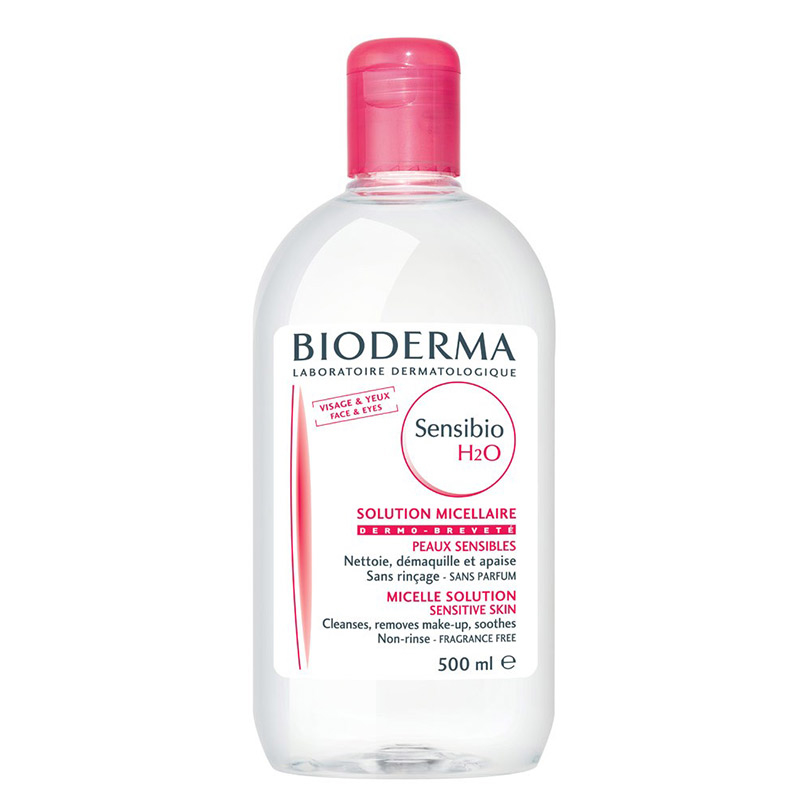 BIODERMA
LABORATOIRE DERMATOLOGIQUE
VISAGE & YEUX
FACE & EYES
Sensibio
H2O
SOLUTION MICELLAIRE
DERMO-BREVETÉ
PEAUX SENSIBLES
Nettoie, démaquille et apaise
Sans rinçage - SANS PARFUM
MICELLE SOLUTION
SENSITIVE SKIN
Cleanses, removes make-up, soothes
Non-rinse - FRAGRANCE FREE
500 ml ℮